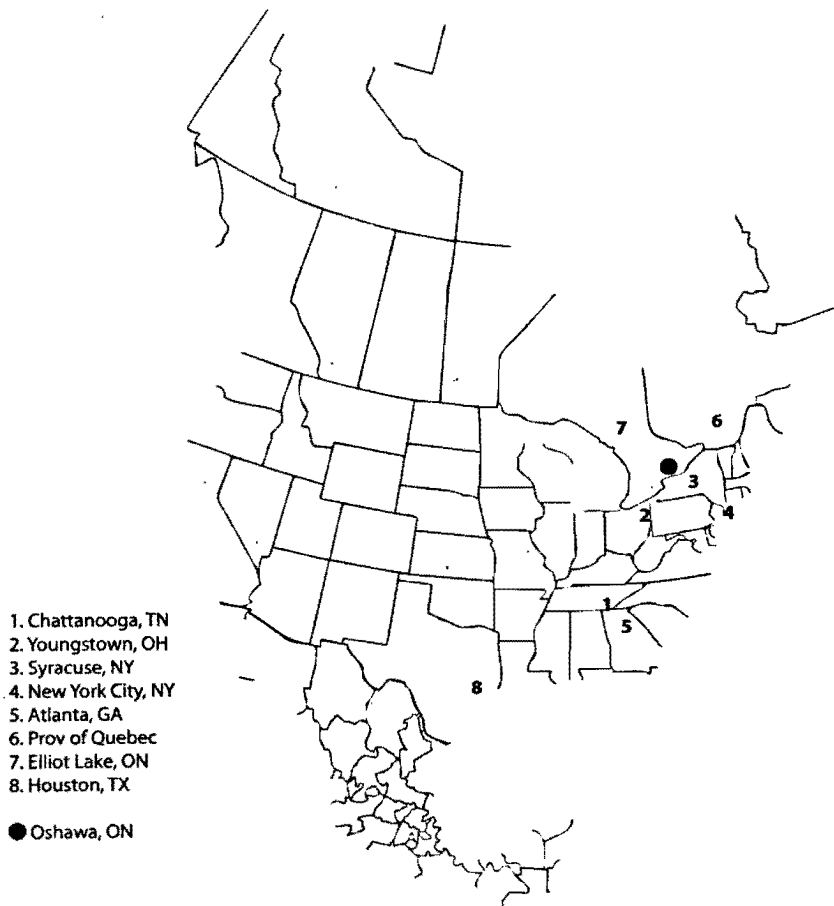 7
6
3
2
4
1
5
8
1. Chattanooga, TN
2. Youngstown, OH
3. Syracuse, NY
4. New York City, NY
5. Atlanta, GA
6. Prov of Quebec
7. Elliot Lake, ON
8. Houston, TX
Oshawa, ON